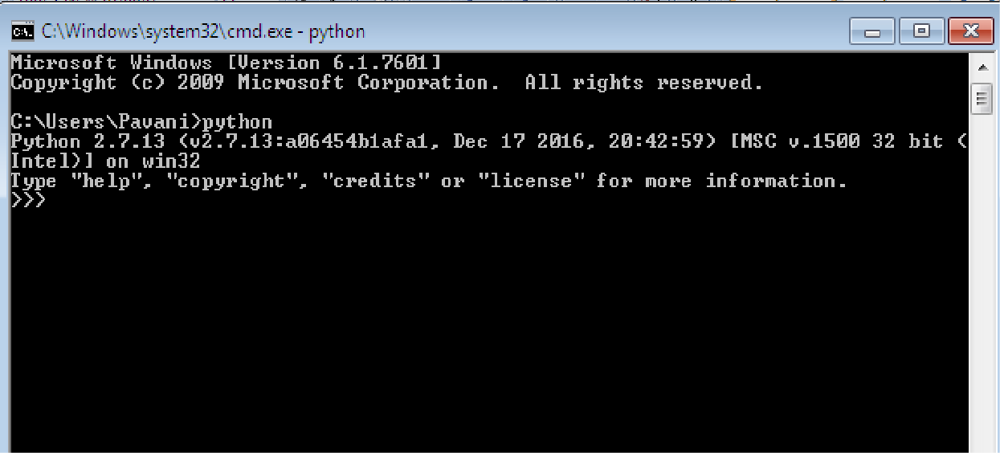 C:\Windows\system32\cmd.exe - python
Microsoft Windows [Version 6.1.7601]
Copyright (c) 2009 Microsoft Corporation.  All rights reserved.
C:\Users\Pavani>python
Python 2.7.13 (v2.7.13:a06454b1afa1, Dec 17 2016, 20:42:59) [MSC v.1500 32 bit (
Intel)] on win32
Type "help", "copyright", "credits" or "license" for more information.
>>>